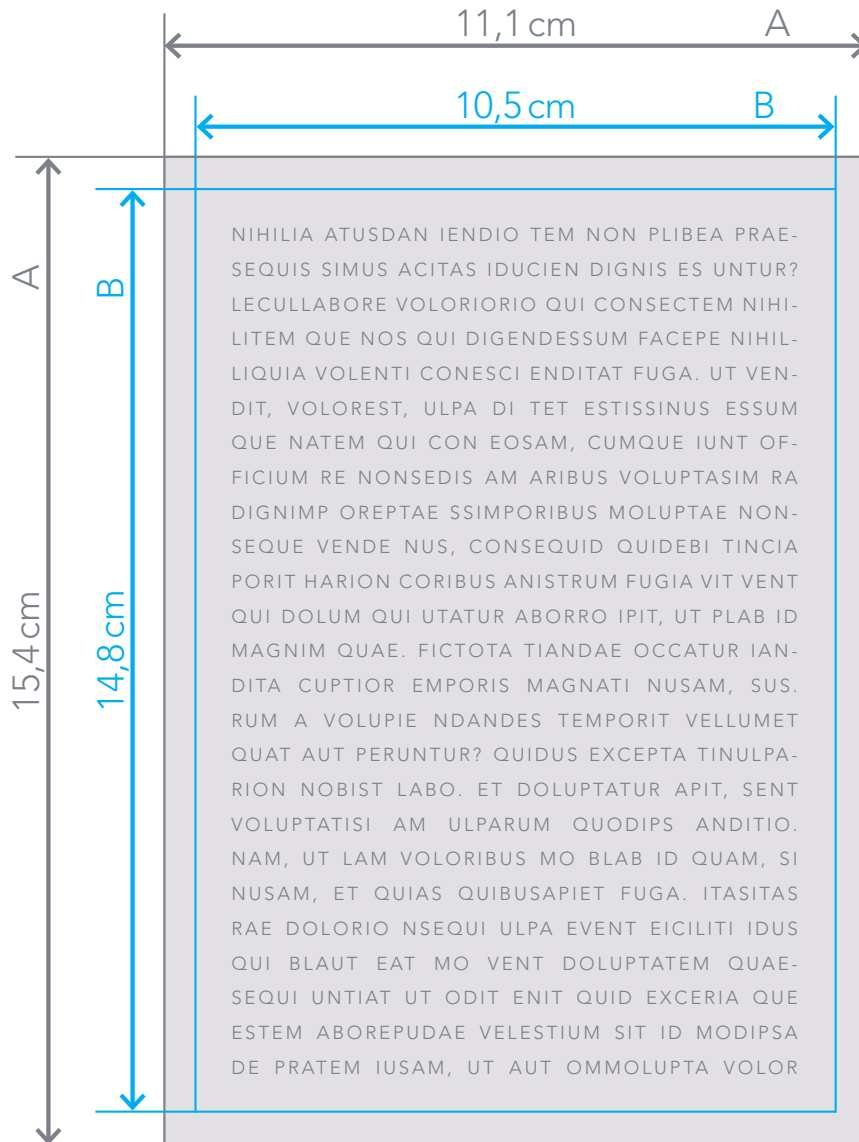 11,1 cm A
10,5 cm B
A
B
15,4 cm
14,8 cm
NIHILIA ATUSDAN IENDIO TEM NON PLIBEA PRAE-
SEQUIS SIMUS ACITAS IDUCIEN DIGNIS ES UNTUR?
LECULLABORE VOLORIORIO QUI CONSECTEM NIHI-
LITEM QUE NOS QUI DIGENDESSUM FACEPE NIHIL-
LIQUIA VOLENTI CONESCI ENDITAT FUGA. UT VEN-
DIT, VOLOREST, ULPA DI TET ESTISSINUS ESSUM
QUE NATEM QUI CON EOSAM, CUMQUE IUNT OF-
FICIUM RE NONSEDIS AM ARIBUS VOLUPTASIM RA
DIGNIMP OREPTAE SSIMPORIBUS MOLUPTAE NON-
SEQUE VENDE NUS, CONSEQUID QUIDEBI TINCIA
PORIT HARION CORIBUS ANISTRUM FUGIA VIT VENT
QUI DOLUM QUI UTATUR ABORRO IPIT, UT PLAB ID
MAGNIM QUAE. FICTOTA TIANDAE OCCATUR IAN-
DITA CUPTIOR EMPORIS MAGNATI NUSAM, SUS.
RUM A VOLUPIE NDANDES TEMPORIT VELLUMET
QUAT AUT PERUNTUR? QUIDUS EXCEPTA TINULPA-
RION NOBIST LABO. ET DOLUPTATUR APIT, SENT
VOLUPTATISI AM ULPARUM QUODIPS ANDITIO.
NAM, UT LAM VOLORIBUS MO BLAB ID QUAM, SI
NUSAM, ET QUIAS QUIBUSAPIET FUGA. ITASITAS
RAE DOLORIO NSEQUI ULPA EVENT EICILITI IDUS
QUI BLAUT EAT MO VENT DOLUPTATEM QUAE-
SEQUI UNTIAT UT ODIT ENIT QUID EXCERIA QUE
ESTEM ABOREPUDAE VELESTIUM SIT ID MODIPSA
DE PRATEM IUSAM, UT AUT OMMOLUPTA VOLOR